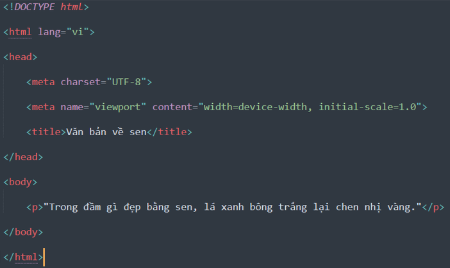 <!DOCTYPE html>
<html lang="vi">
<head>
<meta charset="UTF-8">
<meta name="viewport" content="width=device-width, initial-scale=1.0">
<title>Văn bản về sen</title>
</head>
<body>
<p>"Trong đầm gì đẹp bằng sen, lá xanh bông trắng lại chen nhị vàng."</p>
</body>
</html>